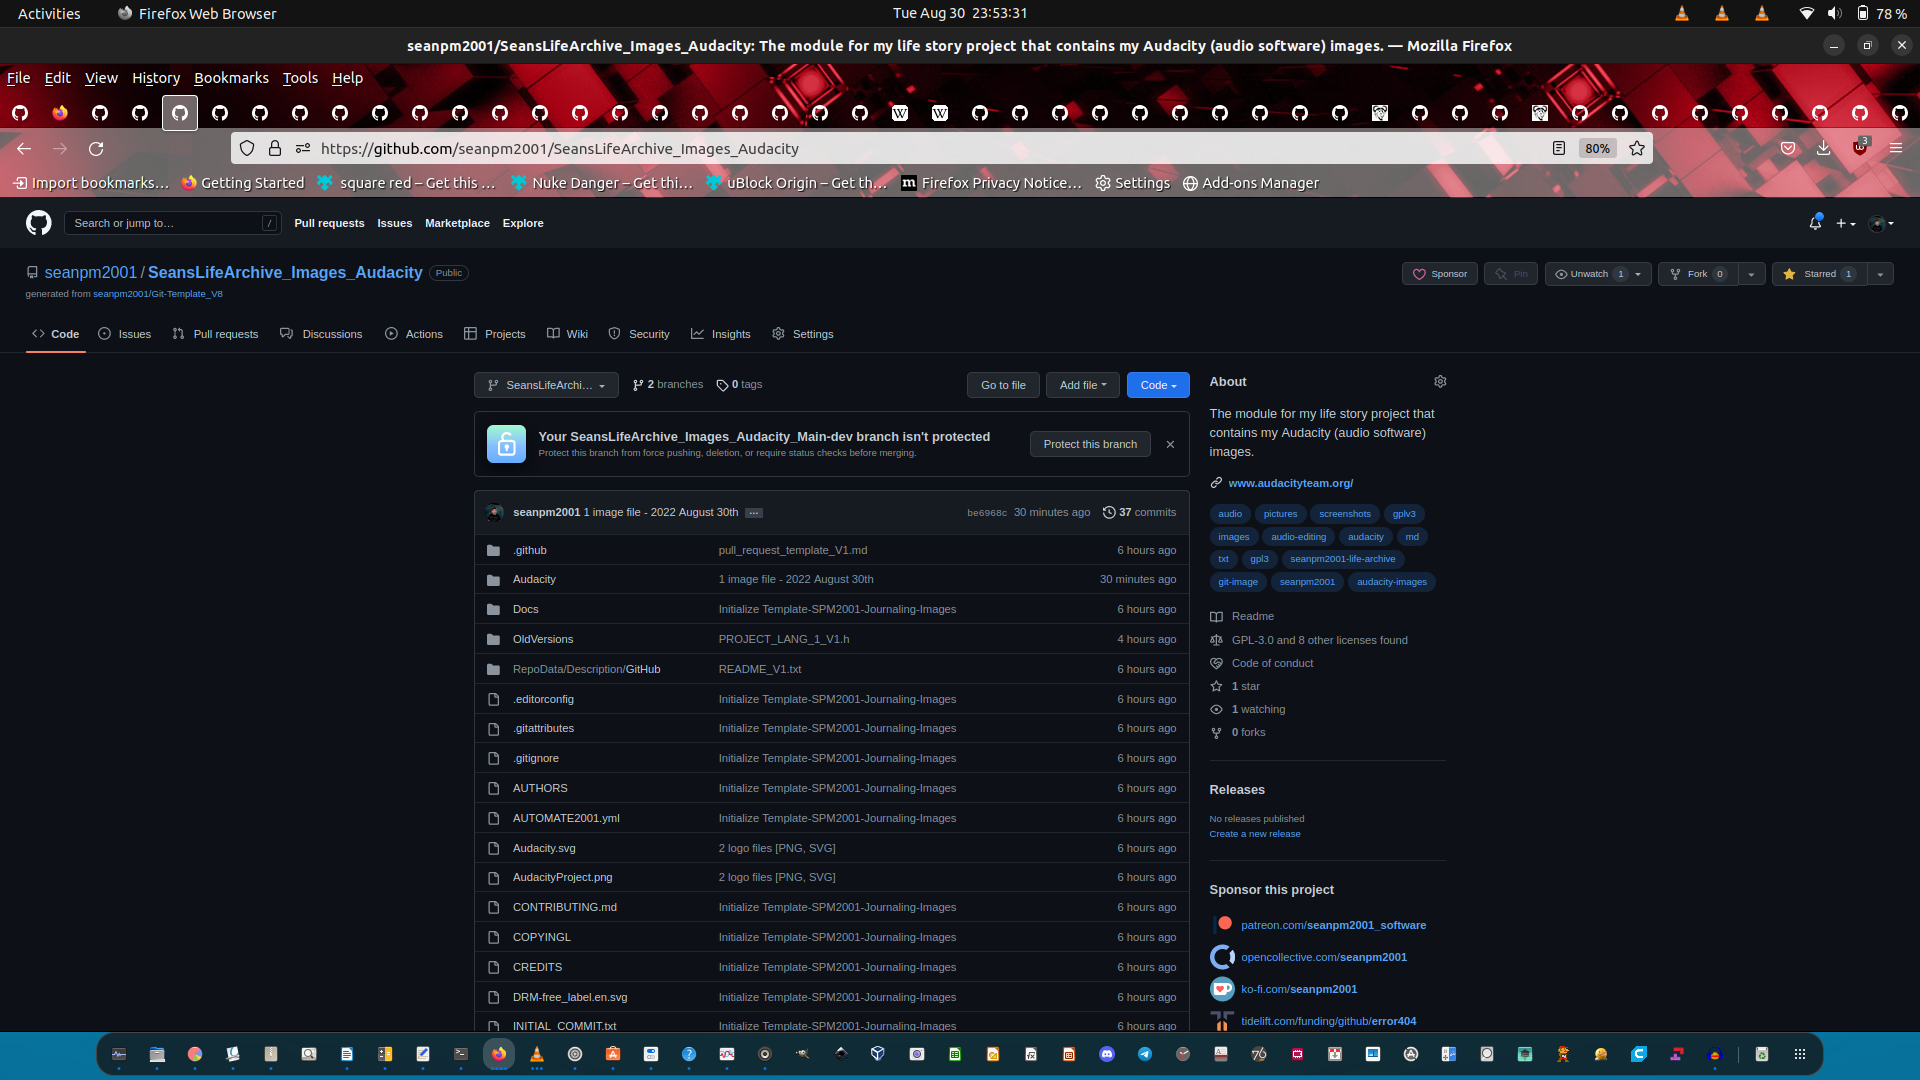 Activities Firefox Web Browser Tue Aug 30 23:53:31 78 %
seanpm2001/SeansLifeArchive_Images_Audacity: The module for my life story project that contains my Audacity (audio software) images. — Mozilla Firefox
File Edit View History Bookmarks Tools Help
https://github.com/seanpm2001/SeansLifeArchive_Images_Audacity 80% 3
Import bookmarks… Getting Started square red – Get this … Nuke Danger – Get thi… uBlock Origin – Get th… Firefox Privacy Notice… Settings Add-ons Manager
Search or jump to… / Pull requests Issues Marketplace Explore
seanpm2001 / SeansLifeArchive_Images_Audacity Public Sponsor Pin Unwatch 1 Fork 0 Starred 1
generated from seanpm2001/Git-Template_V8
Code Issues Pull requests Discussions Actions Projects Wiki Security Insights Settings
SeansLifeArchi… 2 branches 0 tags Go to file Add file Code
Your SeansLifeArchive_Images_Audacity_Main-dev branch isn't protected
Protect this branch from force pushing, deletion, or require status checks before merging.
Protect this branch
seanpm2001 1 image file - 2022 August 30th ... be6968c 30 minutes ago 37 commits
.github pull_request_template_V1.md 6 hours ago
Audacity 1 image file - 2022 August 30th 30 minutes ago
Docs Initialize Template-SPM2001-Journaling-Images 6 hours ago
OldVersions PROJECT_LANG_1_V1.h 4 hours ago
RepoData/Description/GitHub README_V1.txt 6 hours ago
.editorconfig Initialize Template-SPM2001-Journaling-Images 6 hours ago
.gitattributes Initialize Template-SPM2001-Journaling-Images 6 hours ago
.gitignore Initialize Template-SPM2001-Journaling-Images 6 hours ago
AUTHORS Initialize Template-SPM2001-Journaling-Images 6 hours ago
AUTOMATE2001.yml Initialize Template-SPM2001-Journaling-Images 6 hours ago
Audacity.svg 2 logo files [PNG, SVG] 6 hours ago
AudacityProject.png 2 logo files [PNG, SVG] 6 hours ago
CONTRIBUTING.md Initialize Template-SPM2001-Journaling-Images 6 hours ago
COPYINGL Initialize Template-SPM2001-Journaling-Images 6 hours ago
CREDITS Initialize Template-SPM2001-Journaling-Images 6 hours ago
DRM-free_label.en.svg Initialize Template-SPM2001-Journaling-Images 6 hours ago
INITIAL_COMMIT.txt Initialize Template-SPM2001-Journaling-Images 6 hours ago
About
The module for my life story project that
contains my Audacity (audio software)
images.
www.audacityteam.org/
audio pictures screenshots gplv3
images audio-editing audacity md
txt gpl3 seanpm2001-life-archive
git-image seanpm2001 audacity-images
Readme
GPL-3.0 and 8 other licenses found
Code of conduct
1 star
1 watching
0 forks
Releases
No releases published
Create a new release
Sponsor this project
patreon.com/seanpm2001_software
opencollective.com/seanpm2001
ko-fi.com/seanpm2001
tidelift.com/funding/github/error404